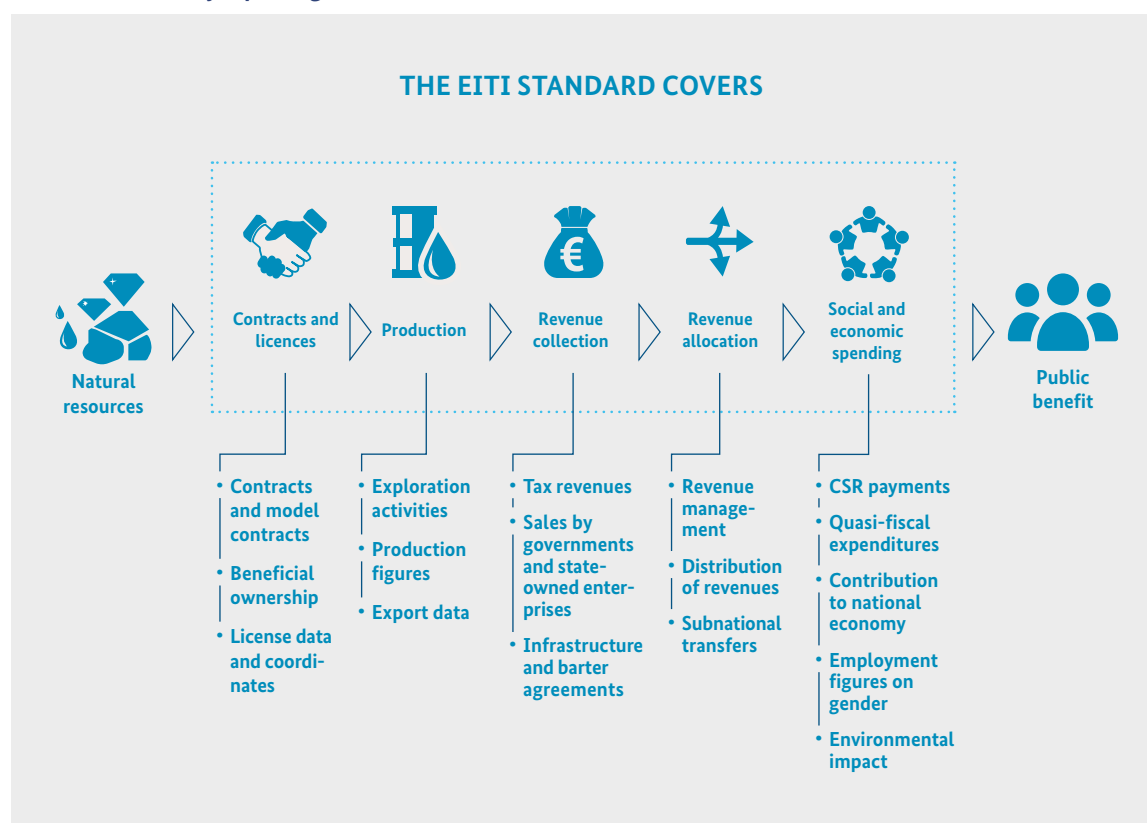 THE EITI STANDARD COVERS
€
Natural
resources
Contracts and
licences
Production
Revenue
collection
Revenue
allocation
Social and
economic
spending
Public
benefit
• Contracts
and model
contracts
• Beneficial
ownership
• License data
and coordi-
nates
• Exploration
activities
• Production
figures
• Export data
• Tax revenues
• Sales by
governments
and state-
owned enter-
prises
• Infrastructure
and barter
agreements
• Revenue
manage-
ment
• Distribution
of revenues
• Subnational
transfers
• CSR payments
• Quasi-fiscal
expenditures
• Contribution
to national
economy
• Employment
figures on
gender
• Environmental
impact